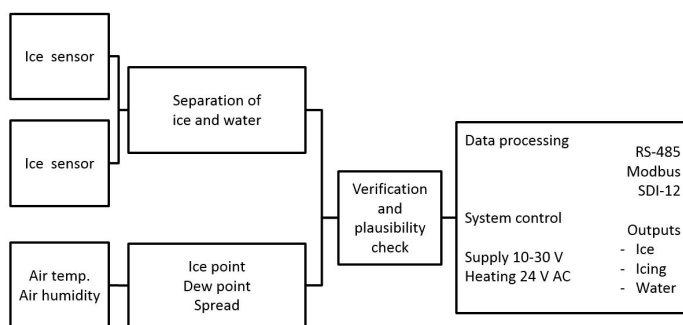 Ice sensor
Separation of
ice and water
Ice sensor
Air temp.
Air humidity
Ice point
Dew point
Spread
Verification
and
plausibility
check
Data processing
RS-485
Modbus
SDI-12
System control
Supply 10-30 V
Heating 24 V AC
Outputs
- Ice
- Icing
- Water